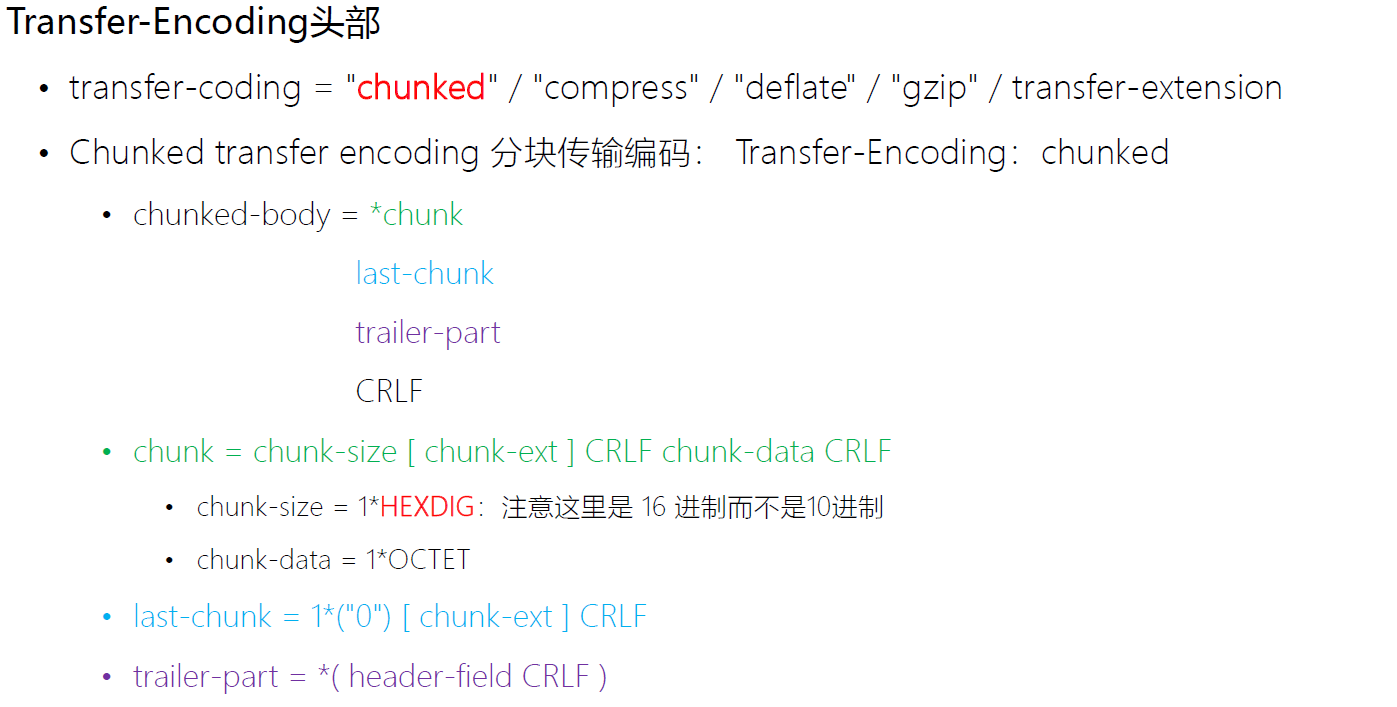 Transfer-Encoding头部
• transfer-coding = "chunked" / "compress" / "deflate" / "gzip" / transfer-extension
• Chunked transfer encoding 分块传输编码： Transfer-Encoding：chunked
• chunked-body = *chunk
last-chunk
trailer-part
CRLF
• chunk = chunk-size [ chunk-ext ] CRLF chunk-data CRLF
• chunk-size = 1*HEXDIG：注意这里是 16 进制而不是10进制
• chunk-data = 1*OCTET
• last-chunk = 1*("0") [ chunk-ext ] CRLF
• trailer-part = *( header-field CRLF )